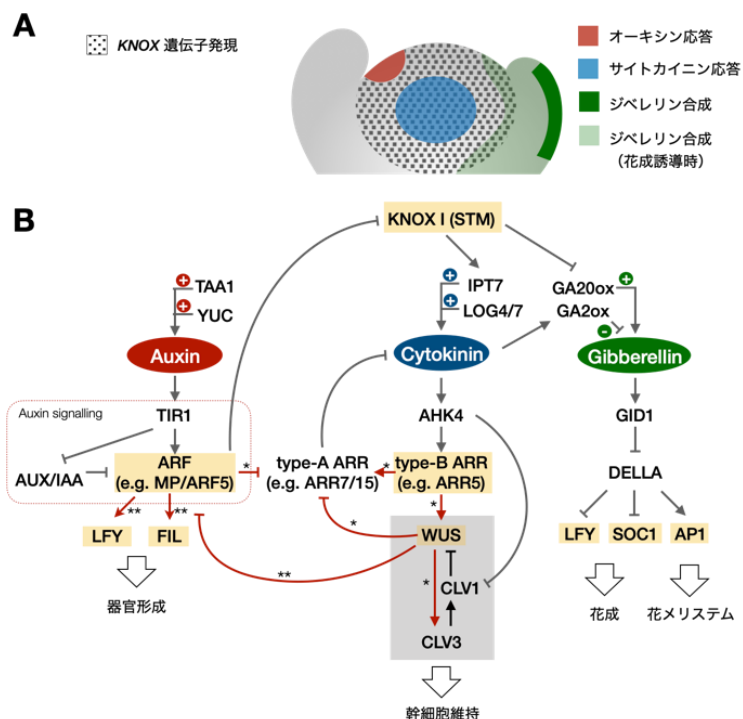 A
KNOX 遺伝子発現
オーキシン応答
サイトカイニン応答
ジベレリン合成
ジベレリン合成
(花成誘導時)
B
KNOX I (STM)
+ TAA1
+ YUC
+ IPT7
+ LOG4/7
GA20ox +
GA2ox
-
Auxin
Cytokinin
Gibberellin
Auxin signalling
TIR1
AHK4
GID1
AUX/IAA
ARF
(e.g. MP/ARF5)
*
type-A ARR
(e.g. ARR7/15)
*
type-B ARR
(e.g. ARR5)
DELLA
**
**
*
*
LFY
FIL
WUS
LFY
SOC1
AP1
**
*
CLV1
CLV3
器官形成
花成
花メリステム
幹細胞維持